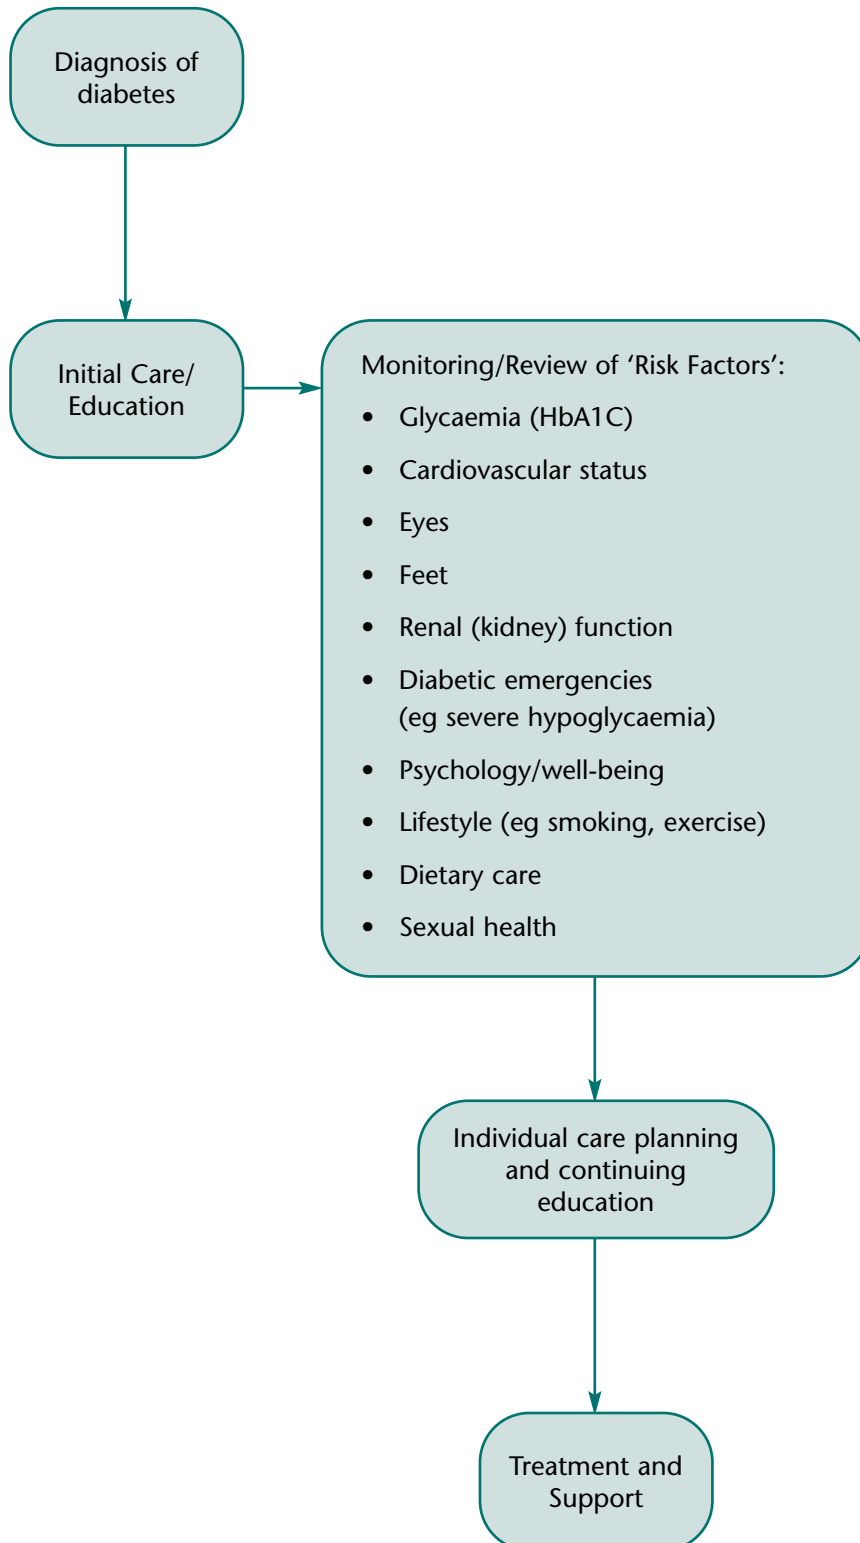 Diagnosis of
diabetes
Initial Care/
Education
Monitoring/Review of ‘Risk Factors’:
• Glycaemia (HbA1C)
• Cardiovascular status
• Eyes
• Feet
• Renal (kidney) function
• Diabetic emergencies
(eg severe hypoglycaemia)
• Psychology/well-being
• Lifestyle (eg smoking, exercise)
• Dietary care
• Sexual health
Individual care planning
and continuing
education
Treatment and
Support